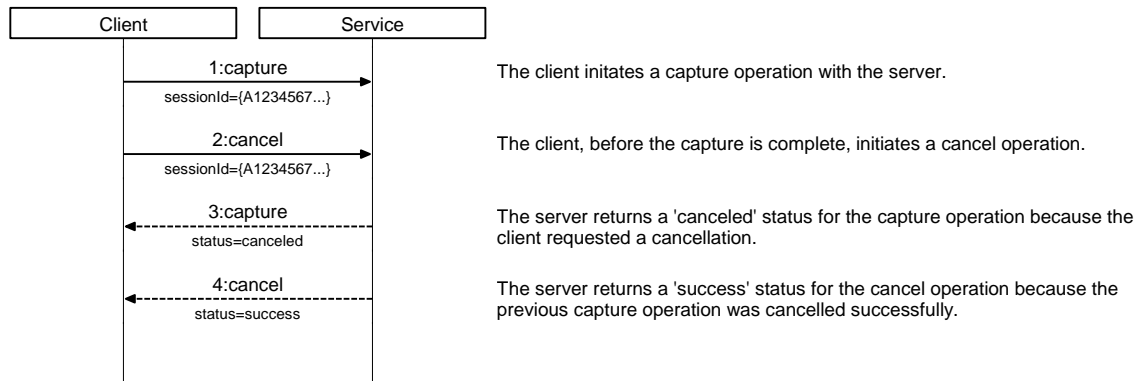 Client
Service
1:capture
The client initates a capture operation with the server.
sessionId={A1234567...}
2:cancel
The client, before the capture is complete, initiates a cancel operation.
sessionId={A1234567...}
3:capture
The server returns a 'canceled' status for the capture operation because the
client requested a cancellation.
status=canceled
4:cancel
The server returns a 'success' status for the cancel operation because the
previous capture operation was cancelled successfully.
status=success